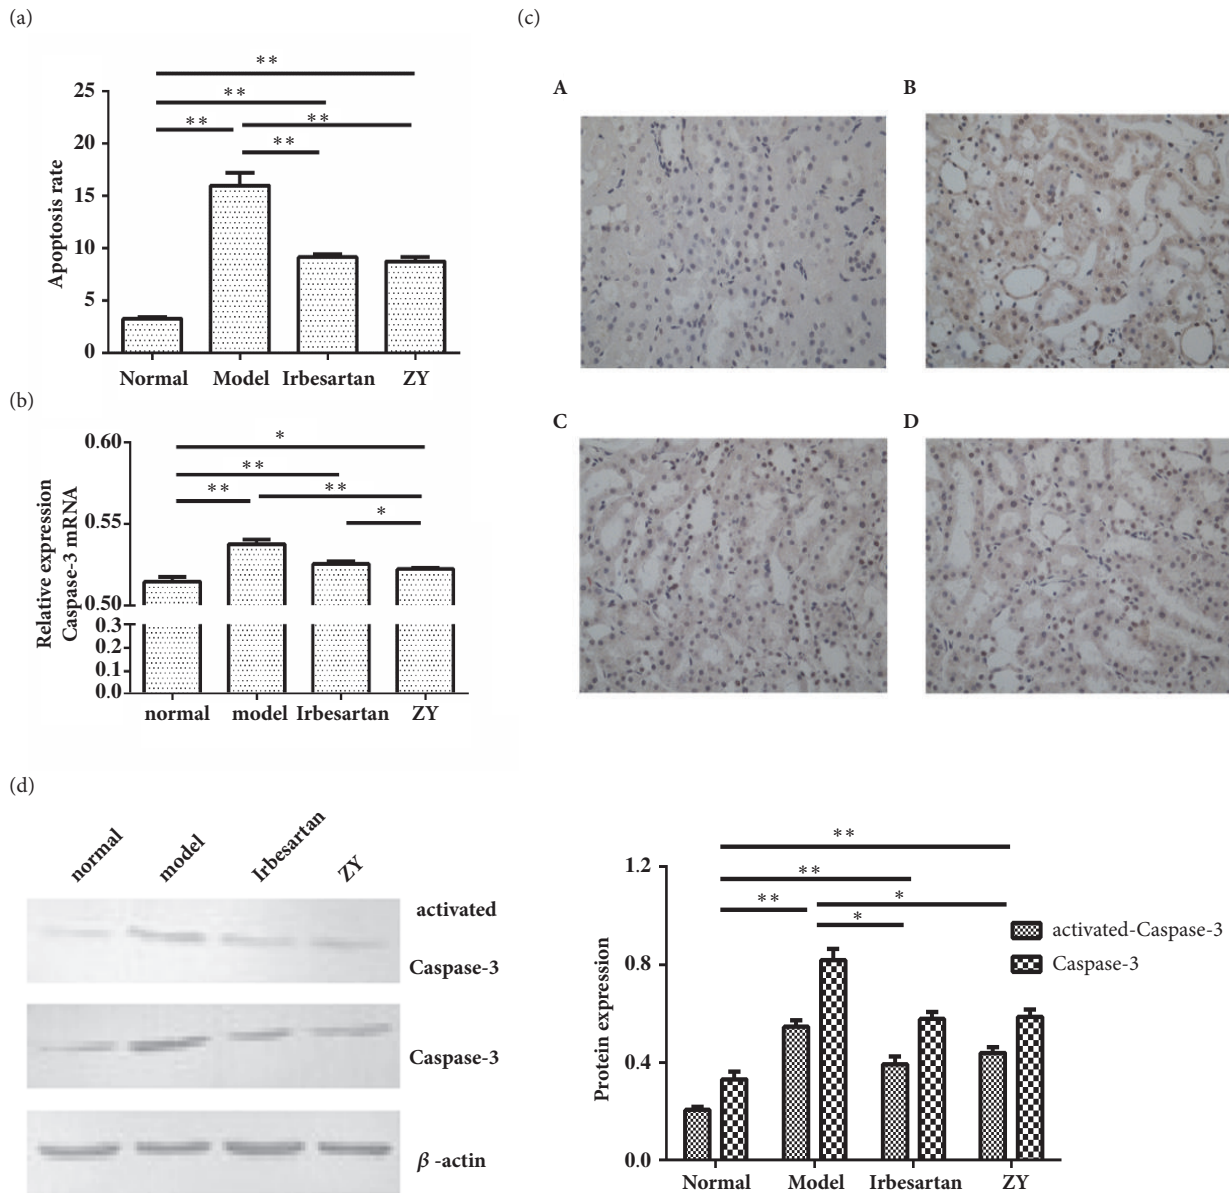 (a)
** 
** 
** **
**
25
20
15
10
5
0
Apoptosis rate
Normal Model Irbesartan ZY
(b)
0.60
0.55
0.50
0.3
0.2
0.1
0.0
Relative expression
Caspase-3 mRNA
*
**
** **
*
normal model Irbesartan ZY
(c)
A B
C D
(d)
normal model Irbesartan ZY
activated
Caspase-3
Caspase-3
β -actin
1.2
0.8
0.4
0.0
Protein expression
**
**
** *
*
activated-Caspase-3
Caspase-3
Normal Model Irbesartan ZY